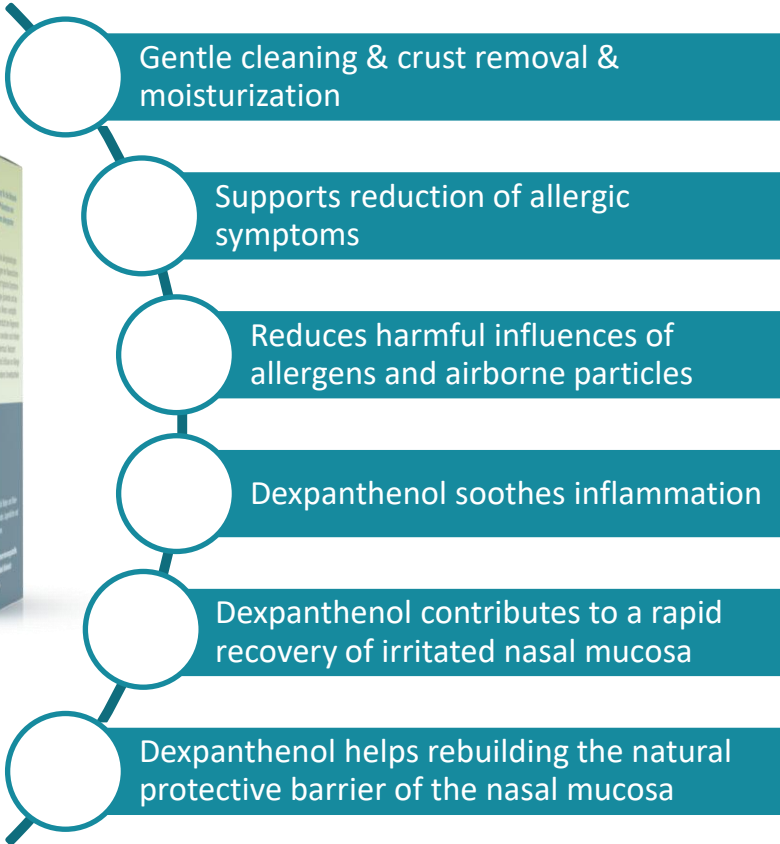 Gentle cleaning & crust removal &
moisturization
Supports reduction of allergic
symptoms
Reduces harmful influences of
allergens and airborne particles
Dexpanthenol soothes inflammation
Dexpanthenol contributes to a rapid
recovery of irritated nasal mucosa
Dexpanthenol helps rebuilding the natural
protective barrier of the nasal mucosa